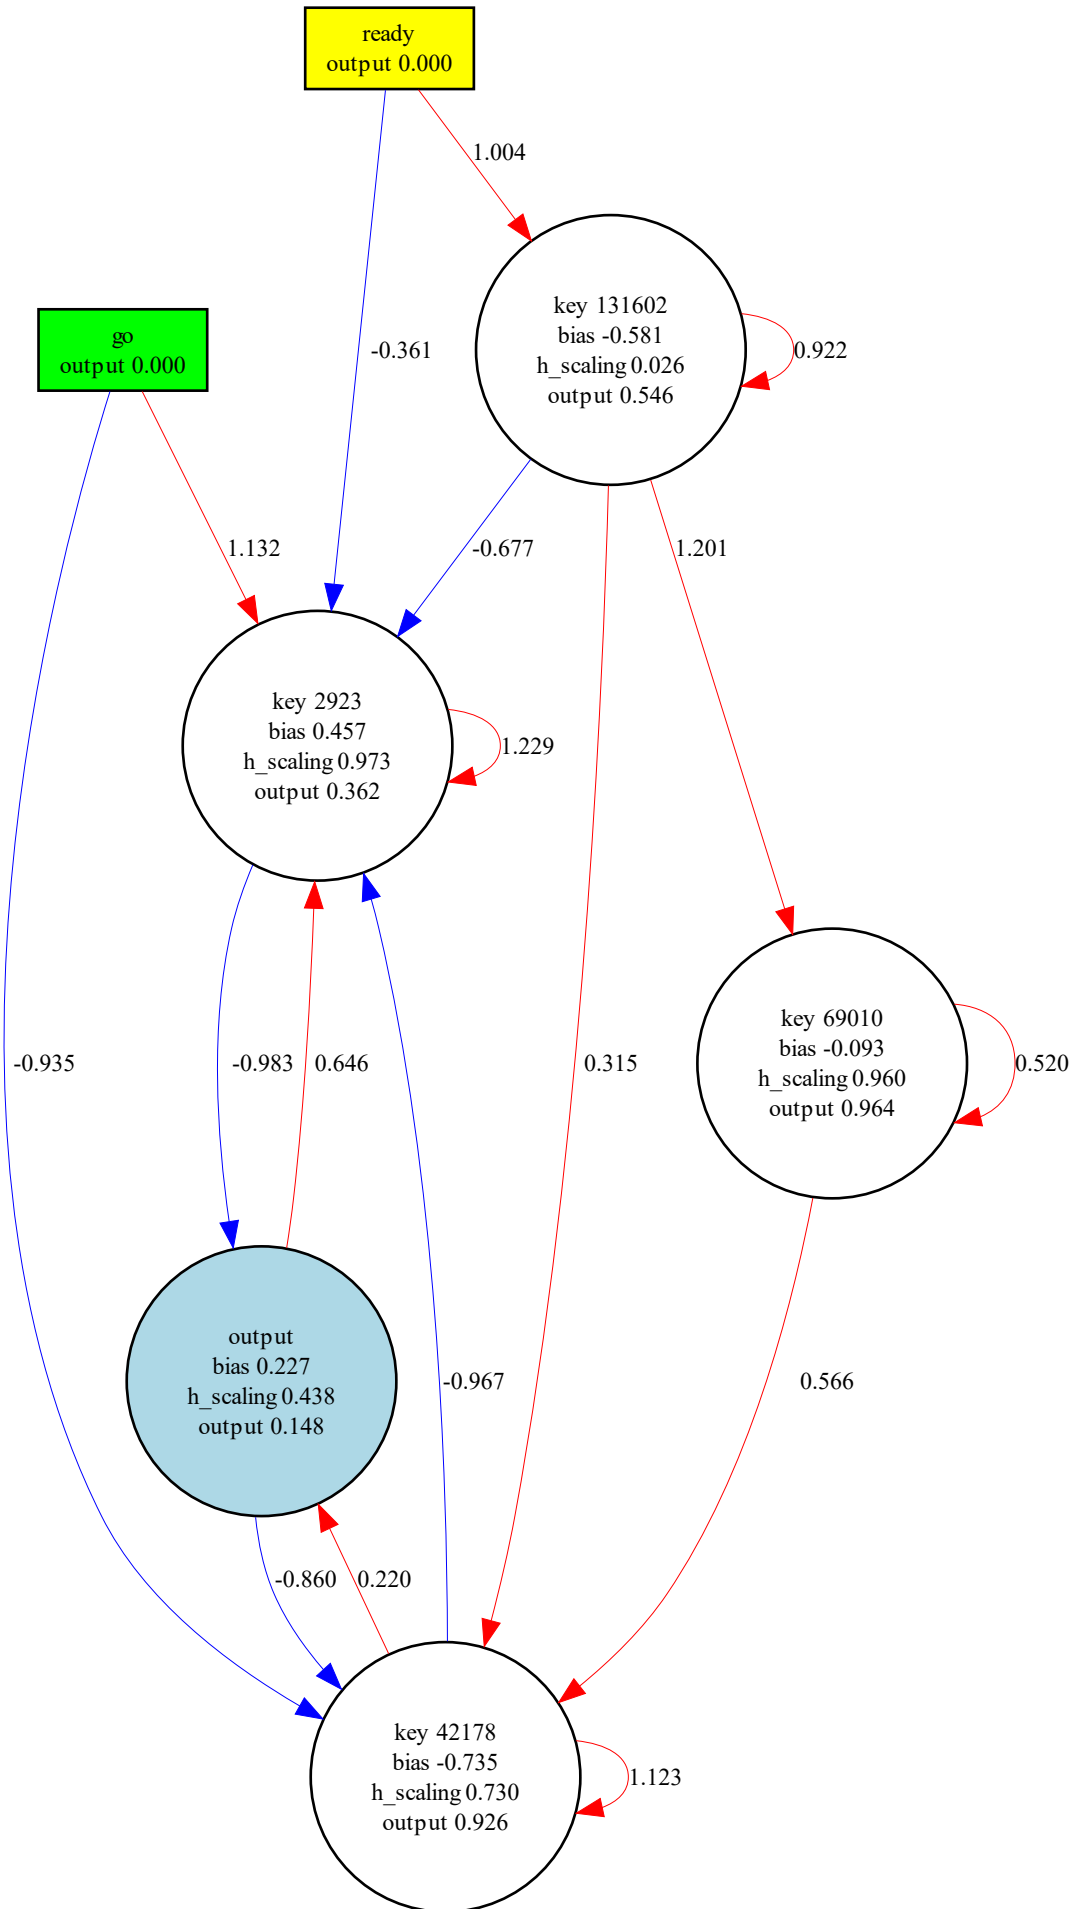 ready
output 0.000
1.004
key 131602
bias -0.581
h_scaling 0.026
output 0.546
0.922
go
output 0.000
-0.361
1.132
-0.677
1.201
key 2923
bias 0.457
h_scaling 0.973
output 0.362
1.229
-0.935
-0.983
0.646
0.315
key 69010
bias -0.093
h_scaling 0.960
output 0.964
0.520
output
bias 0.227
h_scaling 0.438
output 0.148
-0.967
0.566
-0.860
0.220
key 42178
bias -0.735
h_scaling 0.730
output 0.926
1.123